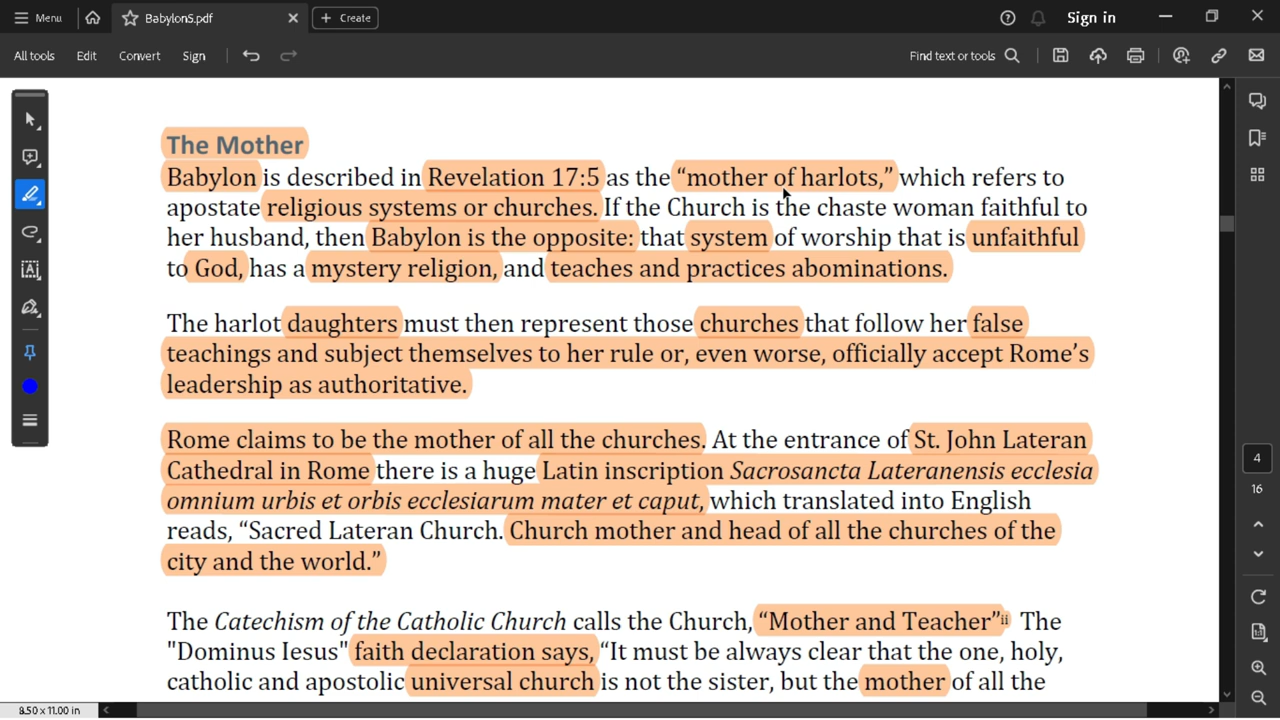 Menu
BabylonS.pdf
Create
Sign in
All tools
Edit
Convert
Sign
Find text or tools
The Mother
Babylon is described in Revelation 17:5 as the “mother of harlots,” which refers to
apostate religious systems or churches. If the Church is the chaste woman faithful to
her husband, then Babylon is the opposite: that system of worship that is unfaithful
to God, has a mystery religion, and teaches and practices abominations.
The harlot daughters must then represent those churches that follow her false
teachings and subject themselves to her rule or, even worse, officially accept Rome’s
leadership as authoritative.
Rome claims to be the mother of all the churches. At the entrance of St. John Lateran
Cathedral in Rome there is a huge Latin inscription Sacrosancta Lateranensis ecclesia
omnium urbis et orbis ecclesiarum mater et caput, which translated into English
reads, “Sacred Lateran Church. Church mother and head of all the churches of the
city and the world.”
The Catechism of the Catholic Church calls the Church, “Mother and Teacher”ii The
"Dominus Iesus" faith declaration says, “It must be always clear that the one, holy,
catholic and apostolic universal church is not the sister, but the mother of all the
4
16
8.50 x 11.00 in